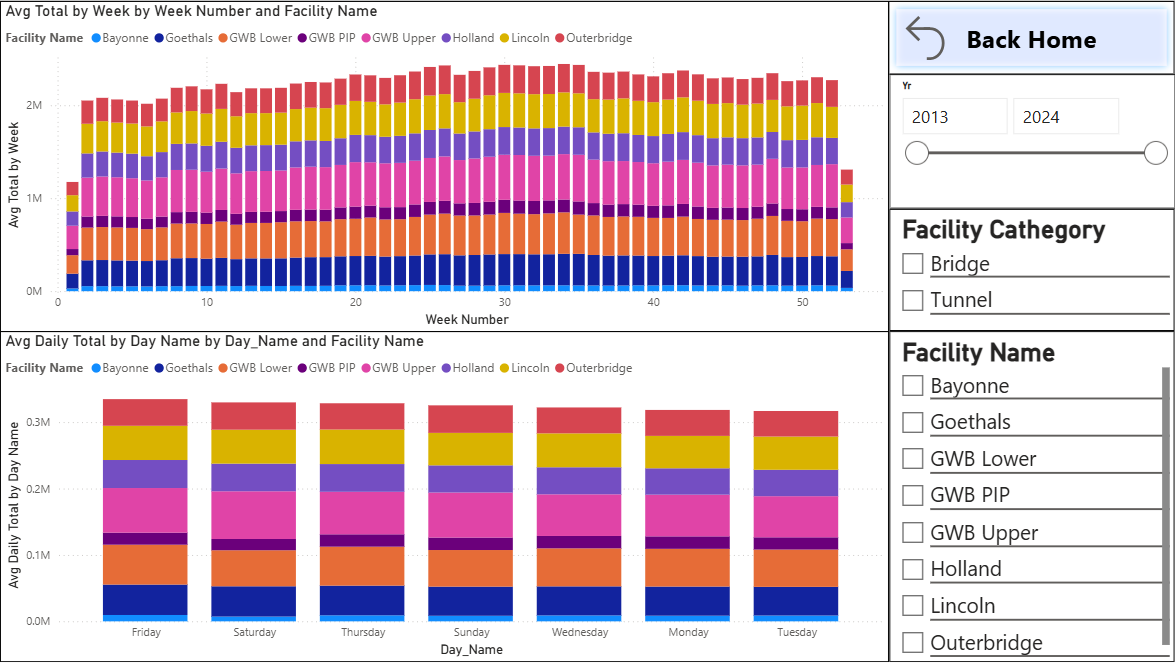 Avg Total by Week by Week Number and Facility Name
Facility Name Bayonne Goethals GWB Lower GWB PIP GWB Upper Holland Lincoln Outerbridge
Avg Total by Week
2M
1M
0M
0 10 20 30 40 50
Week Number
Avg Daily Total by Day Name by Day_Name and Facility Name
Facility Name Bayonne Goethals GWB Lower GWB PIP GWB Upper Holland Lincoln Outerbridge
Avg Daily Total by Day Name
0.3M
0.2M
0.1M
0.0M
Friday Saturday Thursday Sunday Wednesday Monday Tuesday
Day_Name
Back Home
Yr
2013 2024
Facility Cathegory
Bridge
Tunnel
Facility Name
Bayonne
Goethals
GWB Lower
GWB PIP
GWB Upper
Holland
Lincoln
Outerbridge